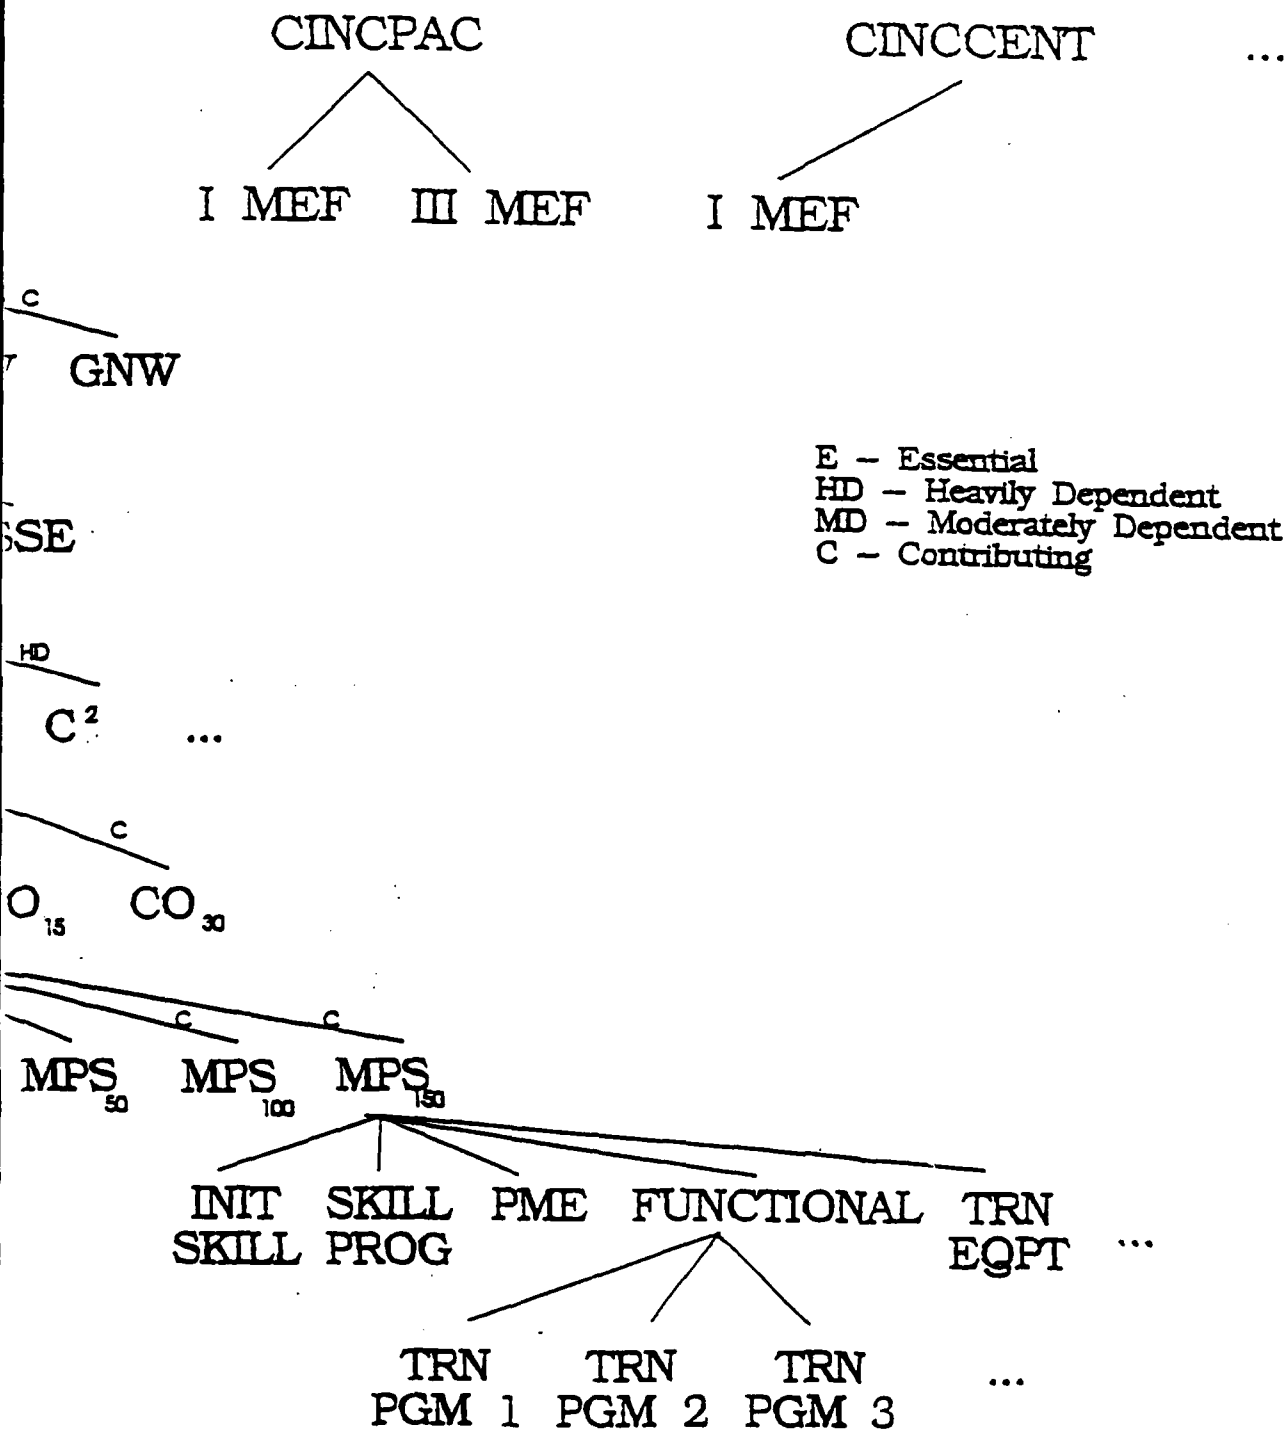 CINCPAC CINCCENT ...
I MEF III MEF I MEF
C
GNW
E – Essential
HD – Heavily Dependent
MD – Moderately Dependent
C – Contributing
SSE
HD
C² ...
C
O₁₅ CO₃₀
C C
MPS₅₀ MPS₁₀₀ MPS₁₅₀
INIT SKILL PME FUNCTIONAL TRN
SKILL PROG EQPT ...
TRN TRN TRN ...
PGM 1 PGM 2 PGM 3